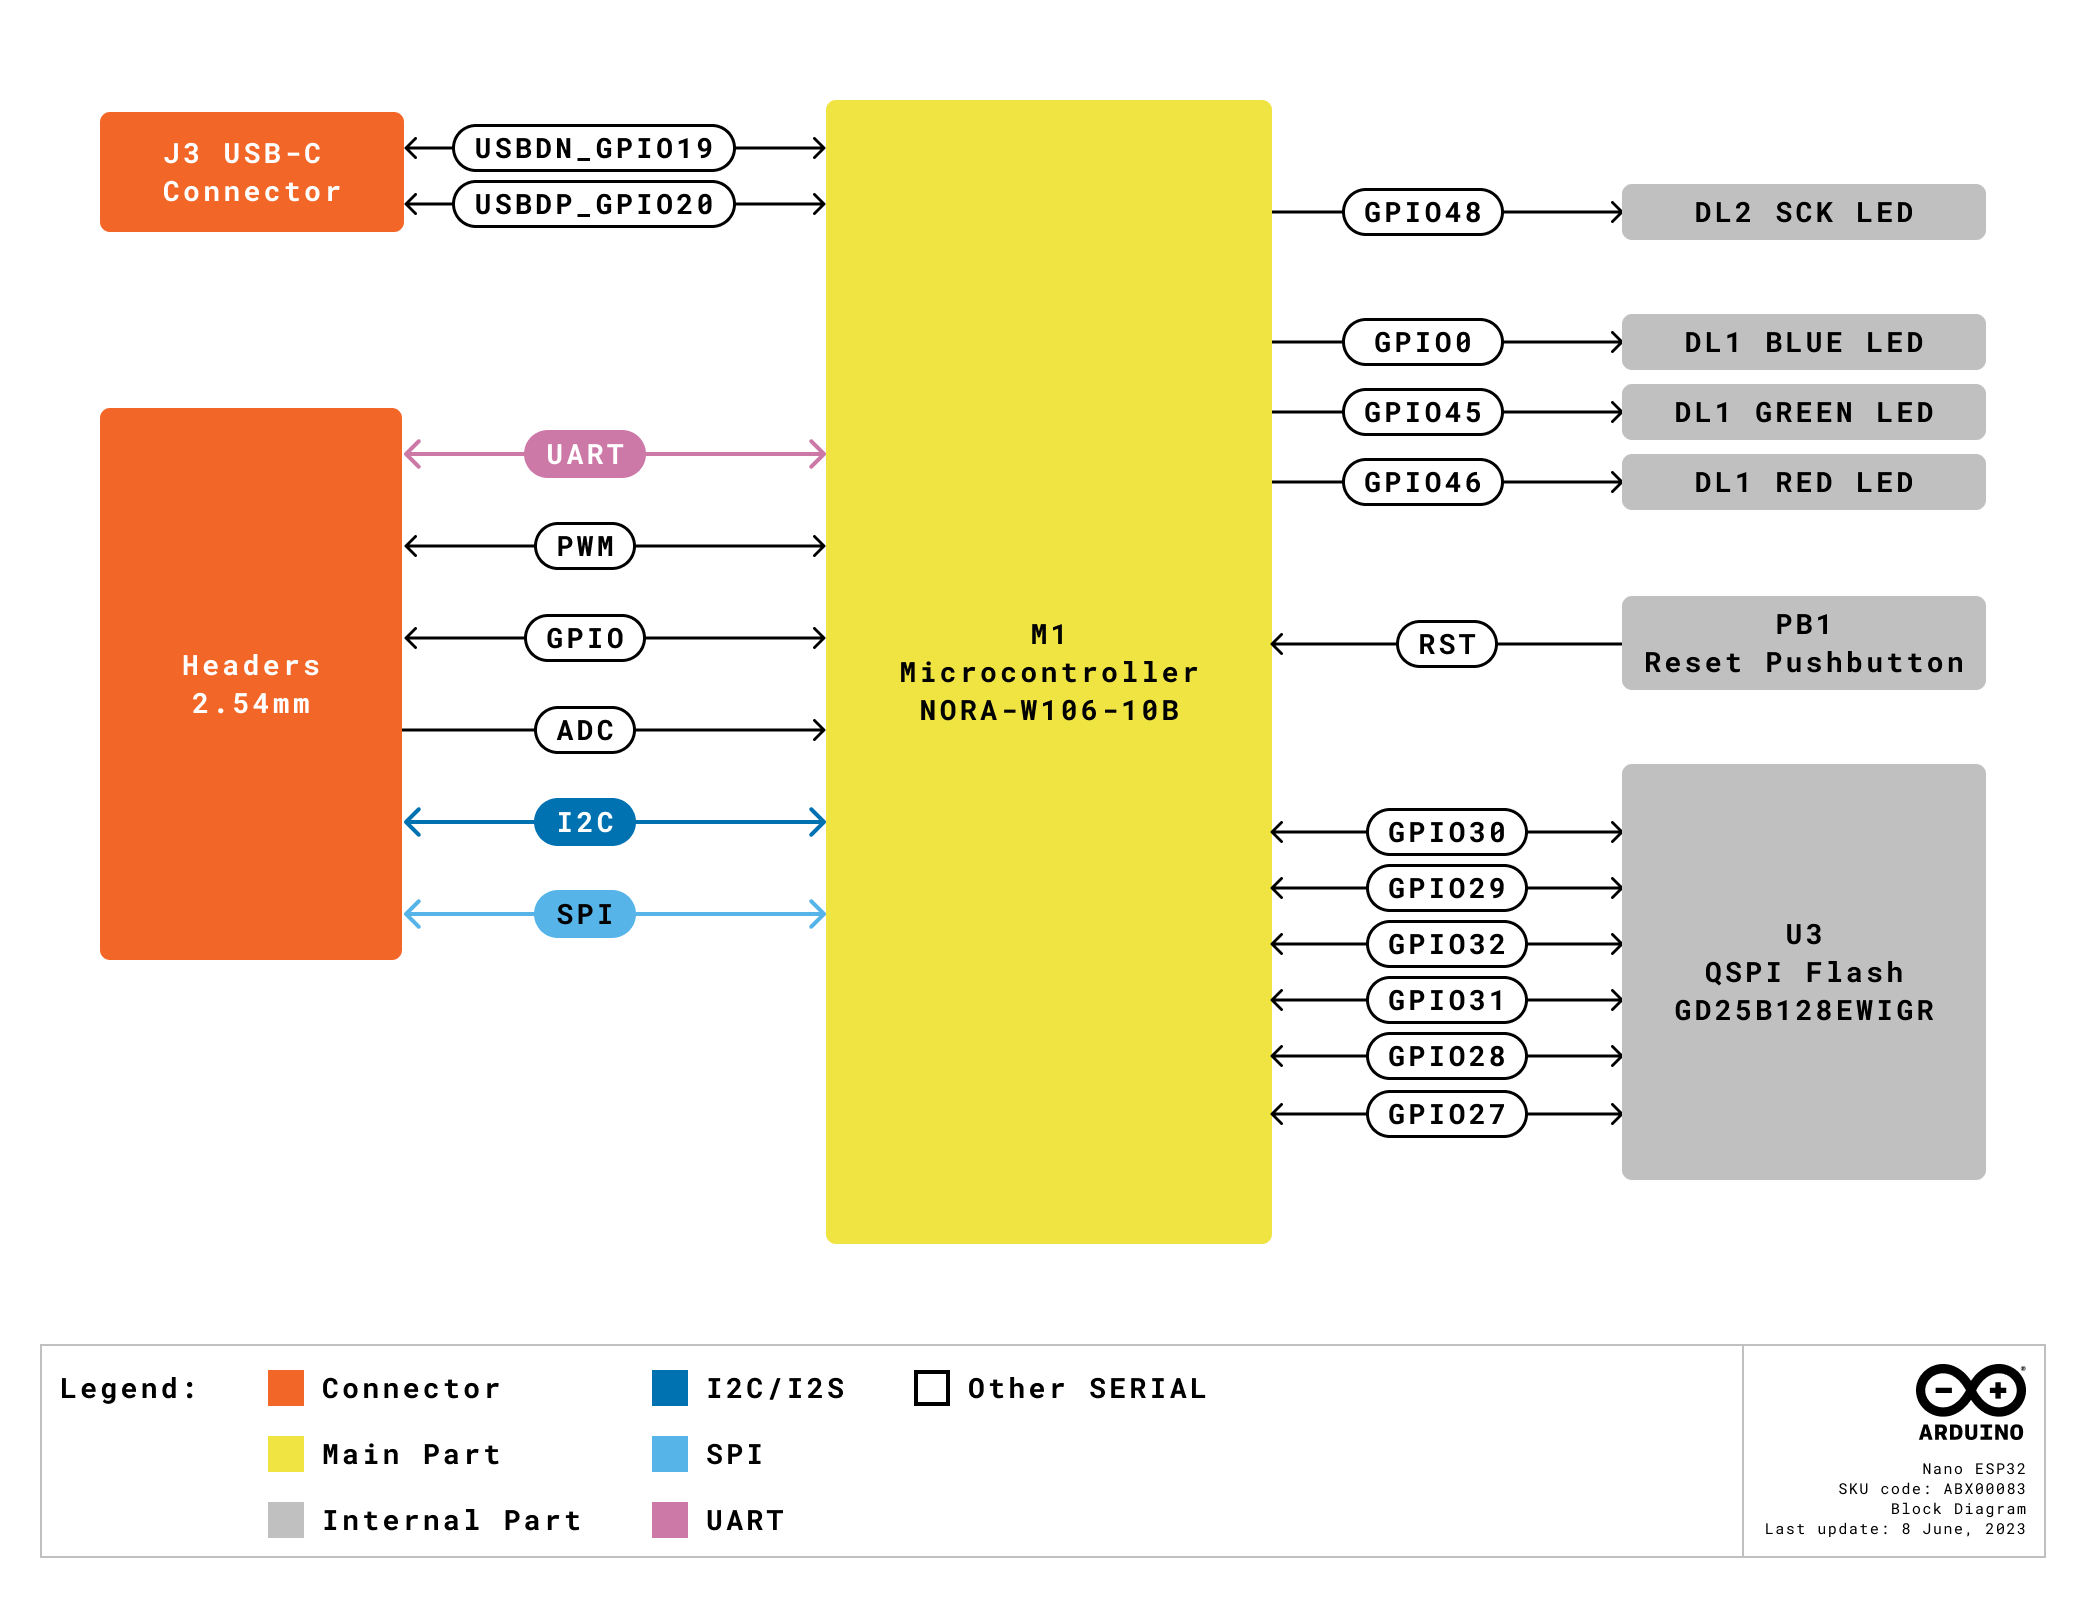 J3 USB-C
Connector
USBDN_GPIO19
USBDP_GPIO20
Headers
2.54mm
UART
PWM
GPIO
ADC
I2C
SPI
M1
Microcontroller
NORA-W106-10B
GPIO48
DL2 SCK LED
GPIO0
DL1 BLUE LED
GPIO45
DL1 GREEN LED
GPIO46
DL1 RED LED
RST
PB1
Reset Pushbutton
GPIO30
GPIO29
GPIO32
GPIO31
GPIO28
GPIO27
U3
QSPI Flash
GD25B128EWIGR
Legend:
Connector
Main Part
Internal Part
I2C/I2S
SPI
UART
Other SERIAL
®
ARDUINO
Nano ESP32
SKU code: ABX00083
Block Diagram
Last update: 8 June, 2023